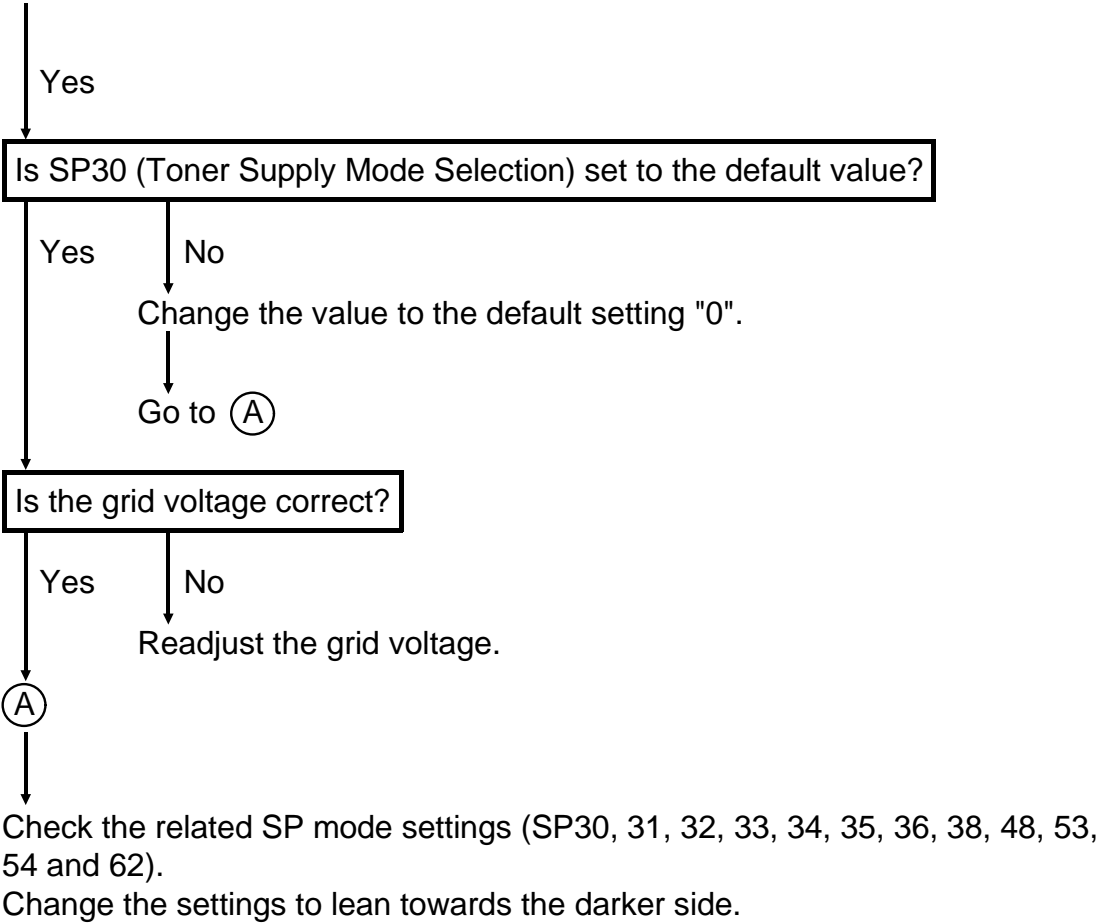 Yes
Is SP30 (Toner Supply Mode Selection) set to the default value?
Yes No
Change the value to the default setting "0".
Go to A
Is the grid voltage correct?
Yes No
Readjust the grid voltage.
A
Check the related SP mode settings (SP30, 31, 32, 33, 34, 35, 36, 38, 48, 53,
54 and 62).
Change the settings to lean towards the darker side.